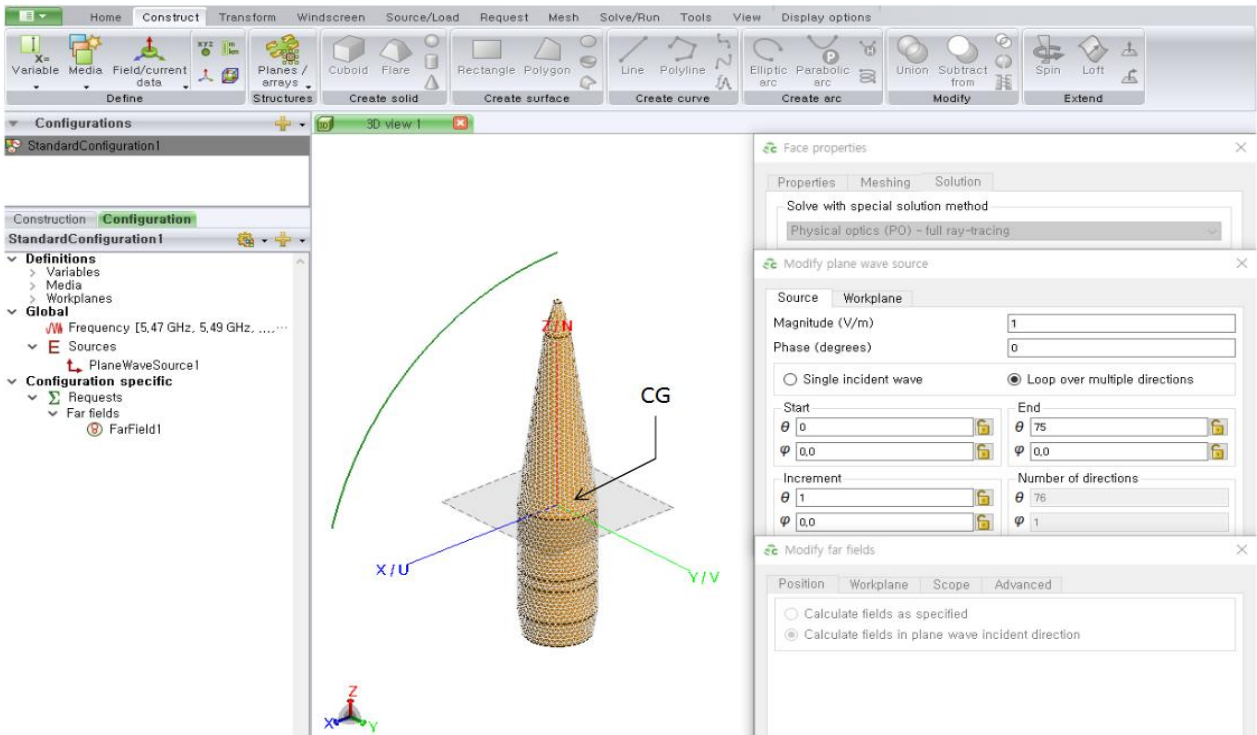 Home Construct Transform Windscreen Source/Load Request Mesh Solve/Run Tools View Display options
X=
xyz
Variable Media Field/current data Planes / arrays Cuboid Flare Rectangle Polygon Line Polyline Elliptic arc Parabolic arc Union Subtract from Spin Loft
Define Structures Create solid Create surface Create curve Create arc Modify Extend
Configurations
3D view 1
StandardConfiguration1
Construction Configuration
StandardConfiguration1
Definitions
Variables
Media
Workplanes
Global
Frequency [5,47 GHz, 5,49 GHz, ....…
Sources
PlaneWaveSource1
Configuration specific
Requests
Far fields
FarField1
Z/N
CG
X/U
Y/V
Z
X
Y
Face properties
Properties Meshing Solution
Solve with special solution method
Physical optics (PO) - full ray-tracing
Modify plane wave source
Source Workplane
Magnitude (V/m) 1
Phase (degrees) 0
Single incident wave Loop over multiple directions
Start End
θ 0 θ 75
φ 0,0 φ 0,0
Increment Number of directions
θ 1 θ 76
φ 0,0 φ 1
Modify far fields
Position Workplane Scope Advanced
Calculate fields as specified
Calculate fields in plane wave incident direction